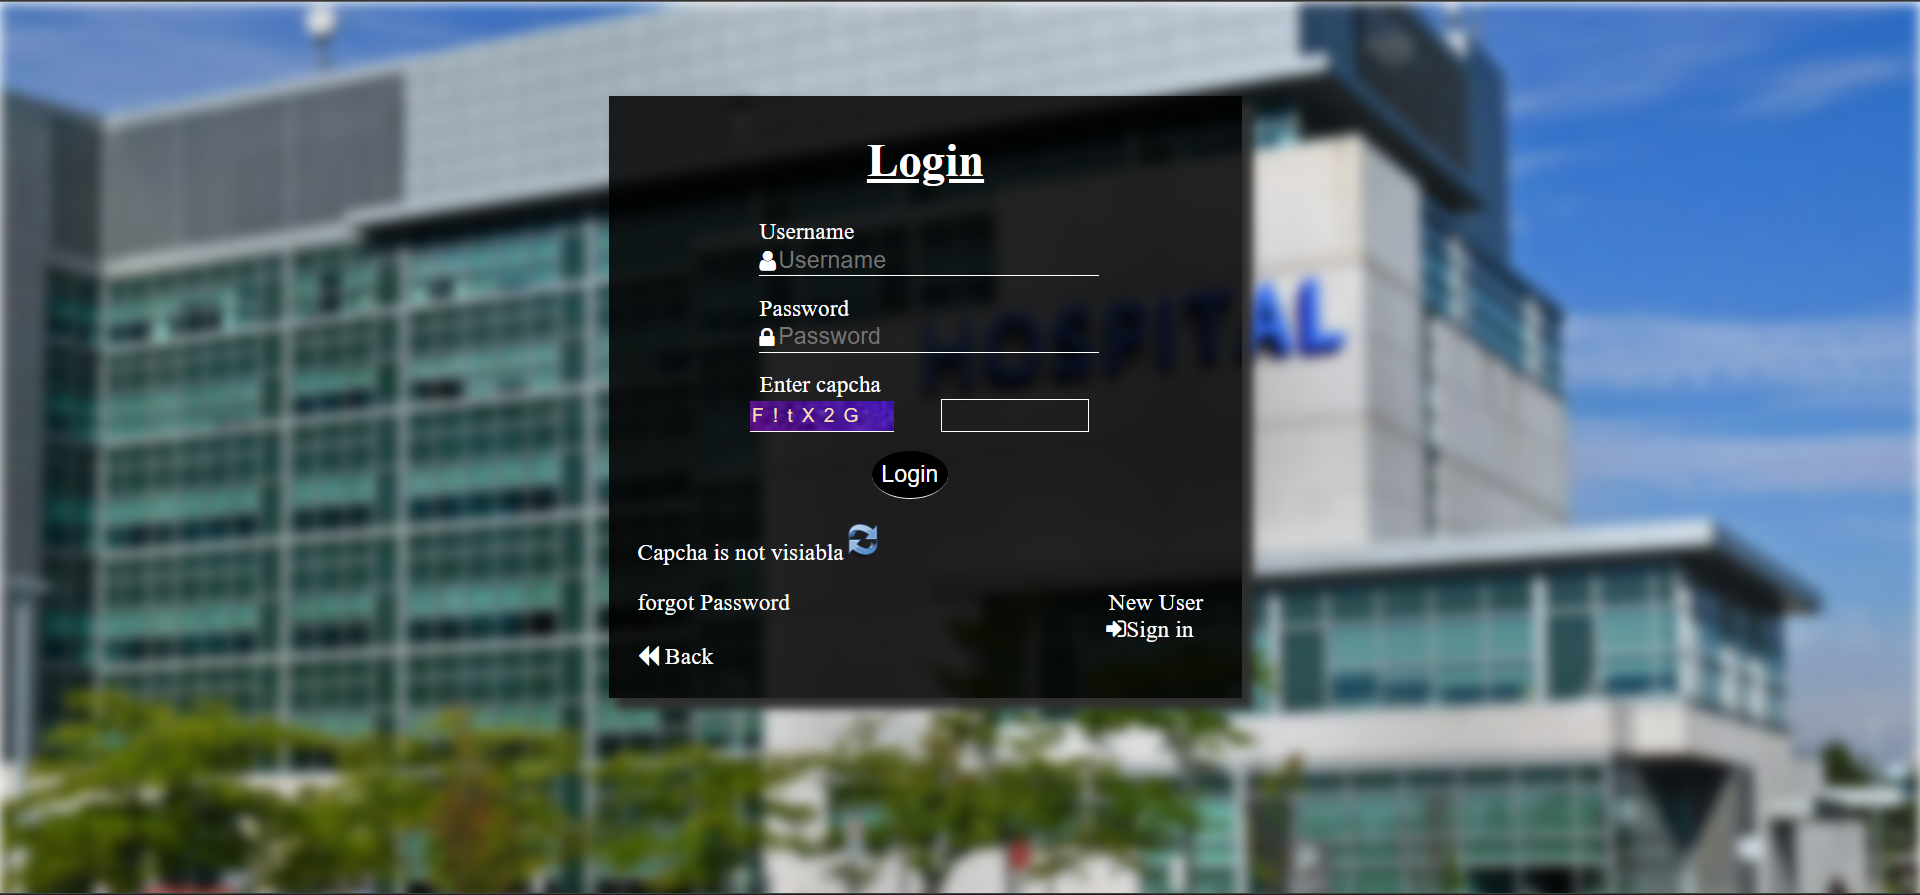 Login
Username
Username
HOSPITAL
Password
Password
Enter capcha
F ! t X 2 G
Login
Capcha is not visiabla
forgot Password
New User
Sign in
Back